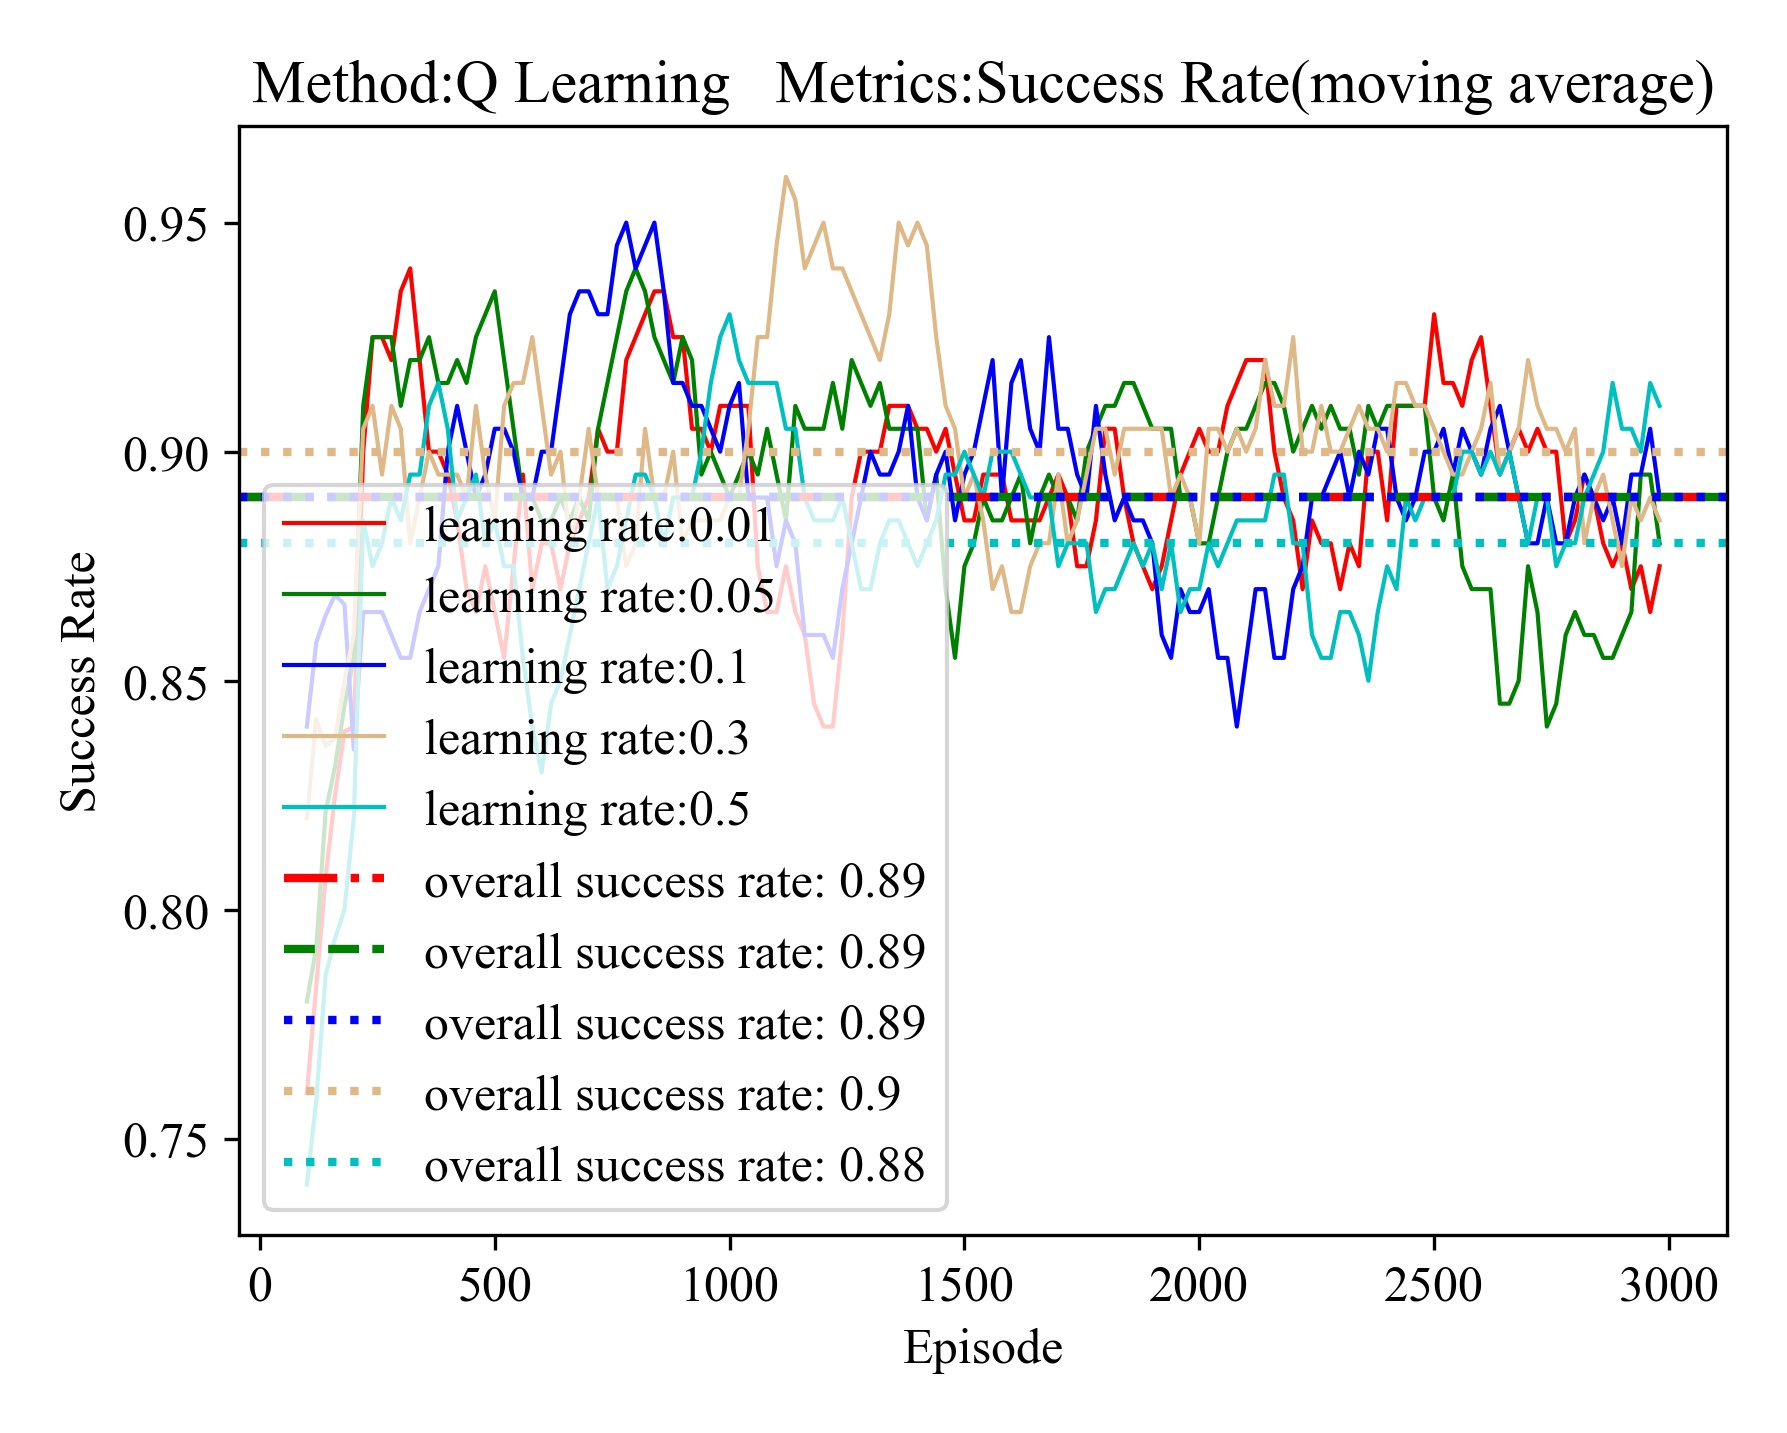 Method:Q Learning   Metrics:Success Rate(moving average)
0.95
0.90
0.85
0.80
0.75
Success Rate
learning rate:0.01
learning rate:0.05
learning rate:0.1
learning rate:0.3
learning rate:0.5
overall success rate: 0.89
overall success rate: 0.89
overall success rate: 0.89
overall success rate: 0.9
overall success rate: 0.88
0 500 1000 1500 2000 2500 3000
Episode